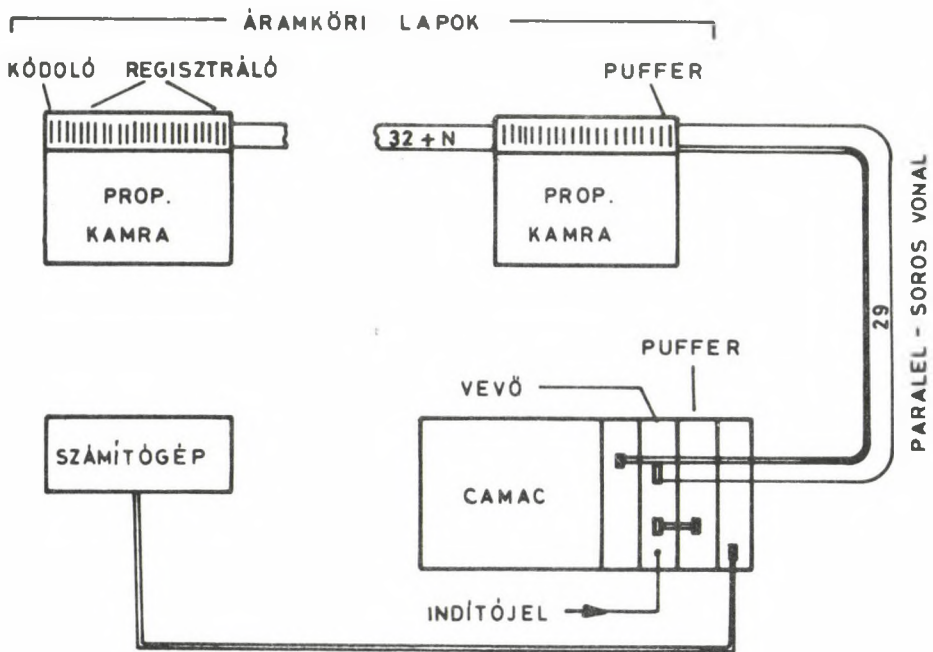 ÁRAMKÖRI LAPOK
KÓDOLÓ REGISZTRÁLÓ
PUFFER
32 + N
PROP.
KAMRA
PROP.
KAMRA
29
PARALEL - SOROS VONAL
PUFFER
VEVŐ
SZÁMÍTÓGÉP
CAMAC
INDÍTÓJEL